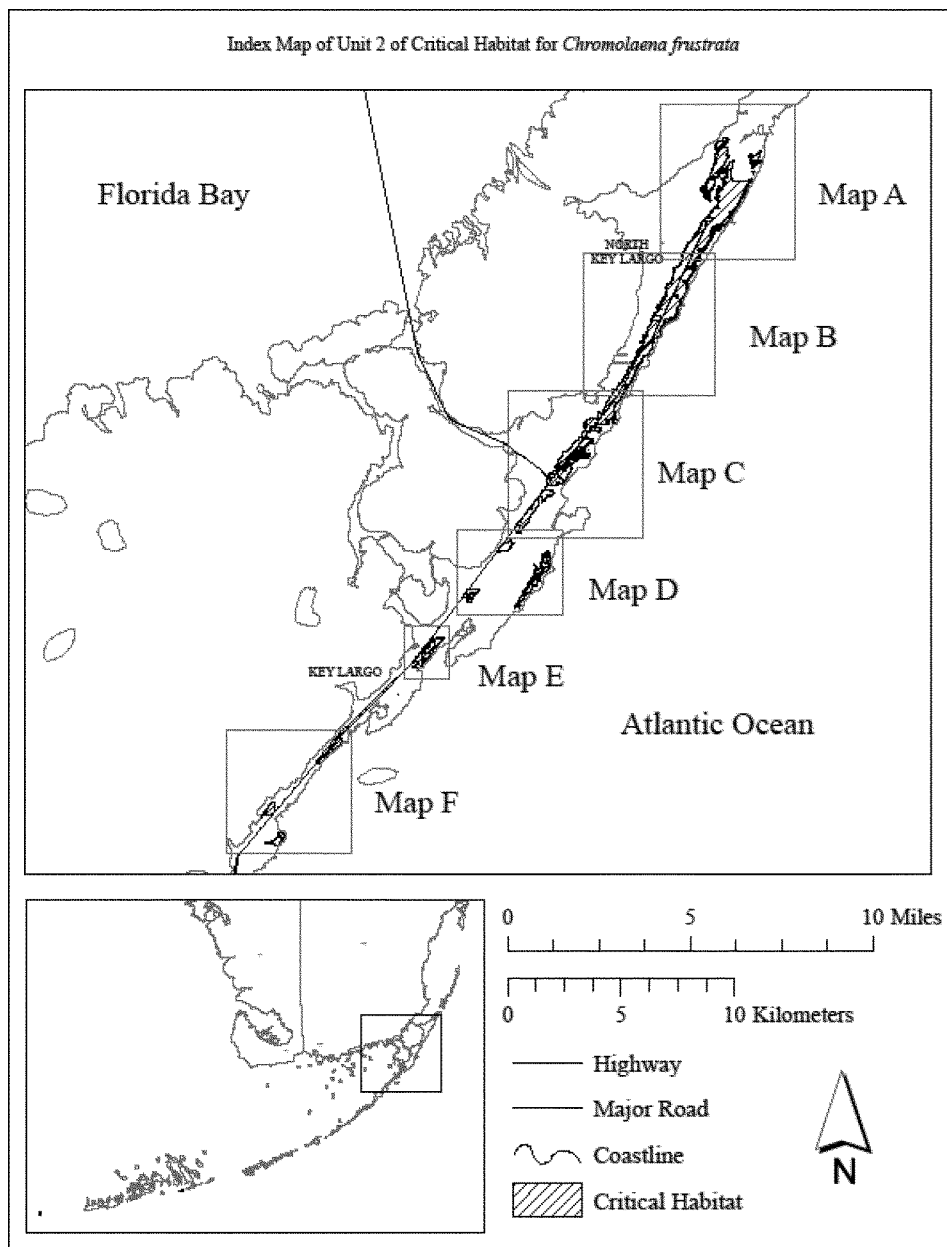 Index Map of Unit 2 of Critical Habitat for Chromolaena frustrata
Florida Bay
Map A
NORTH
KEY LARGO
Map B
Map C
Map D
KEY LARGO
Map E
Atlantic Ocean
Map F
0 5 10 Miles
0 5 10 Kilometers
Highway
Major Road
Coastline
Critical Habitat
N